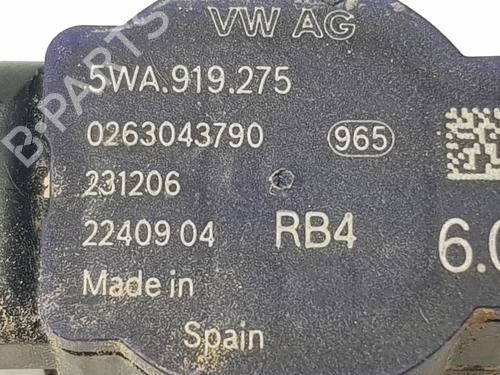 VW AG
5WA.919.275
0263043790 965
231206
22409 04 RB4 6.0
Made in
Spain
B-PARTS